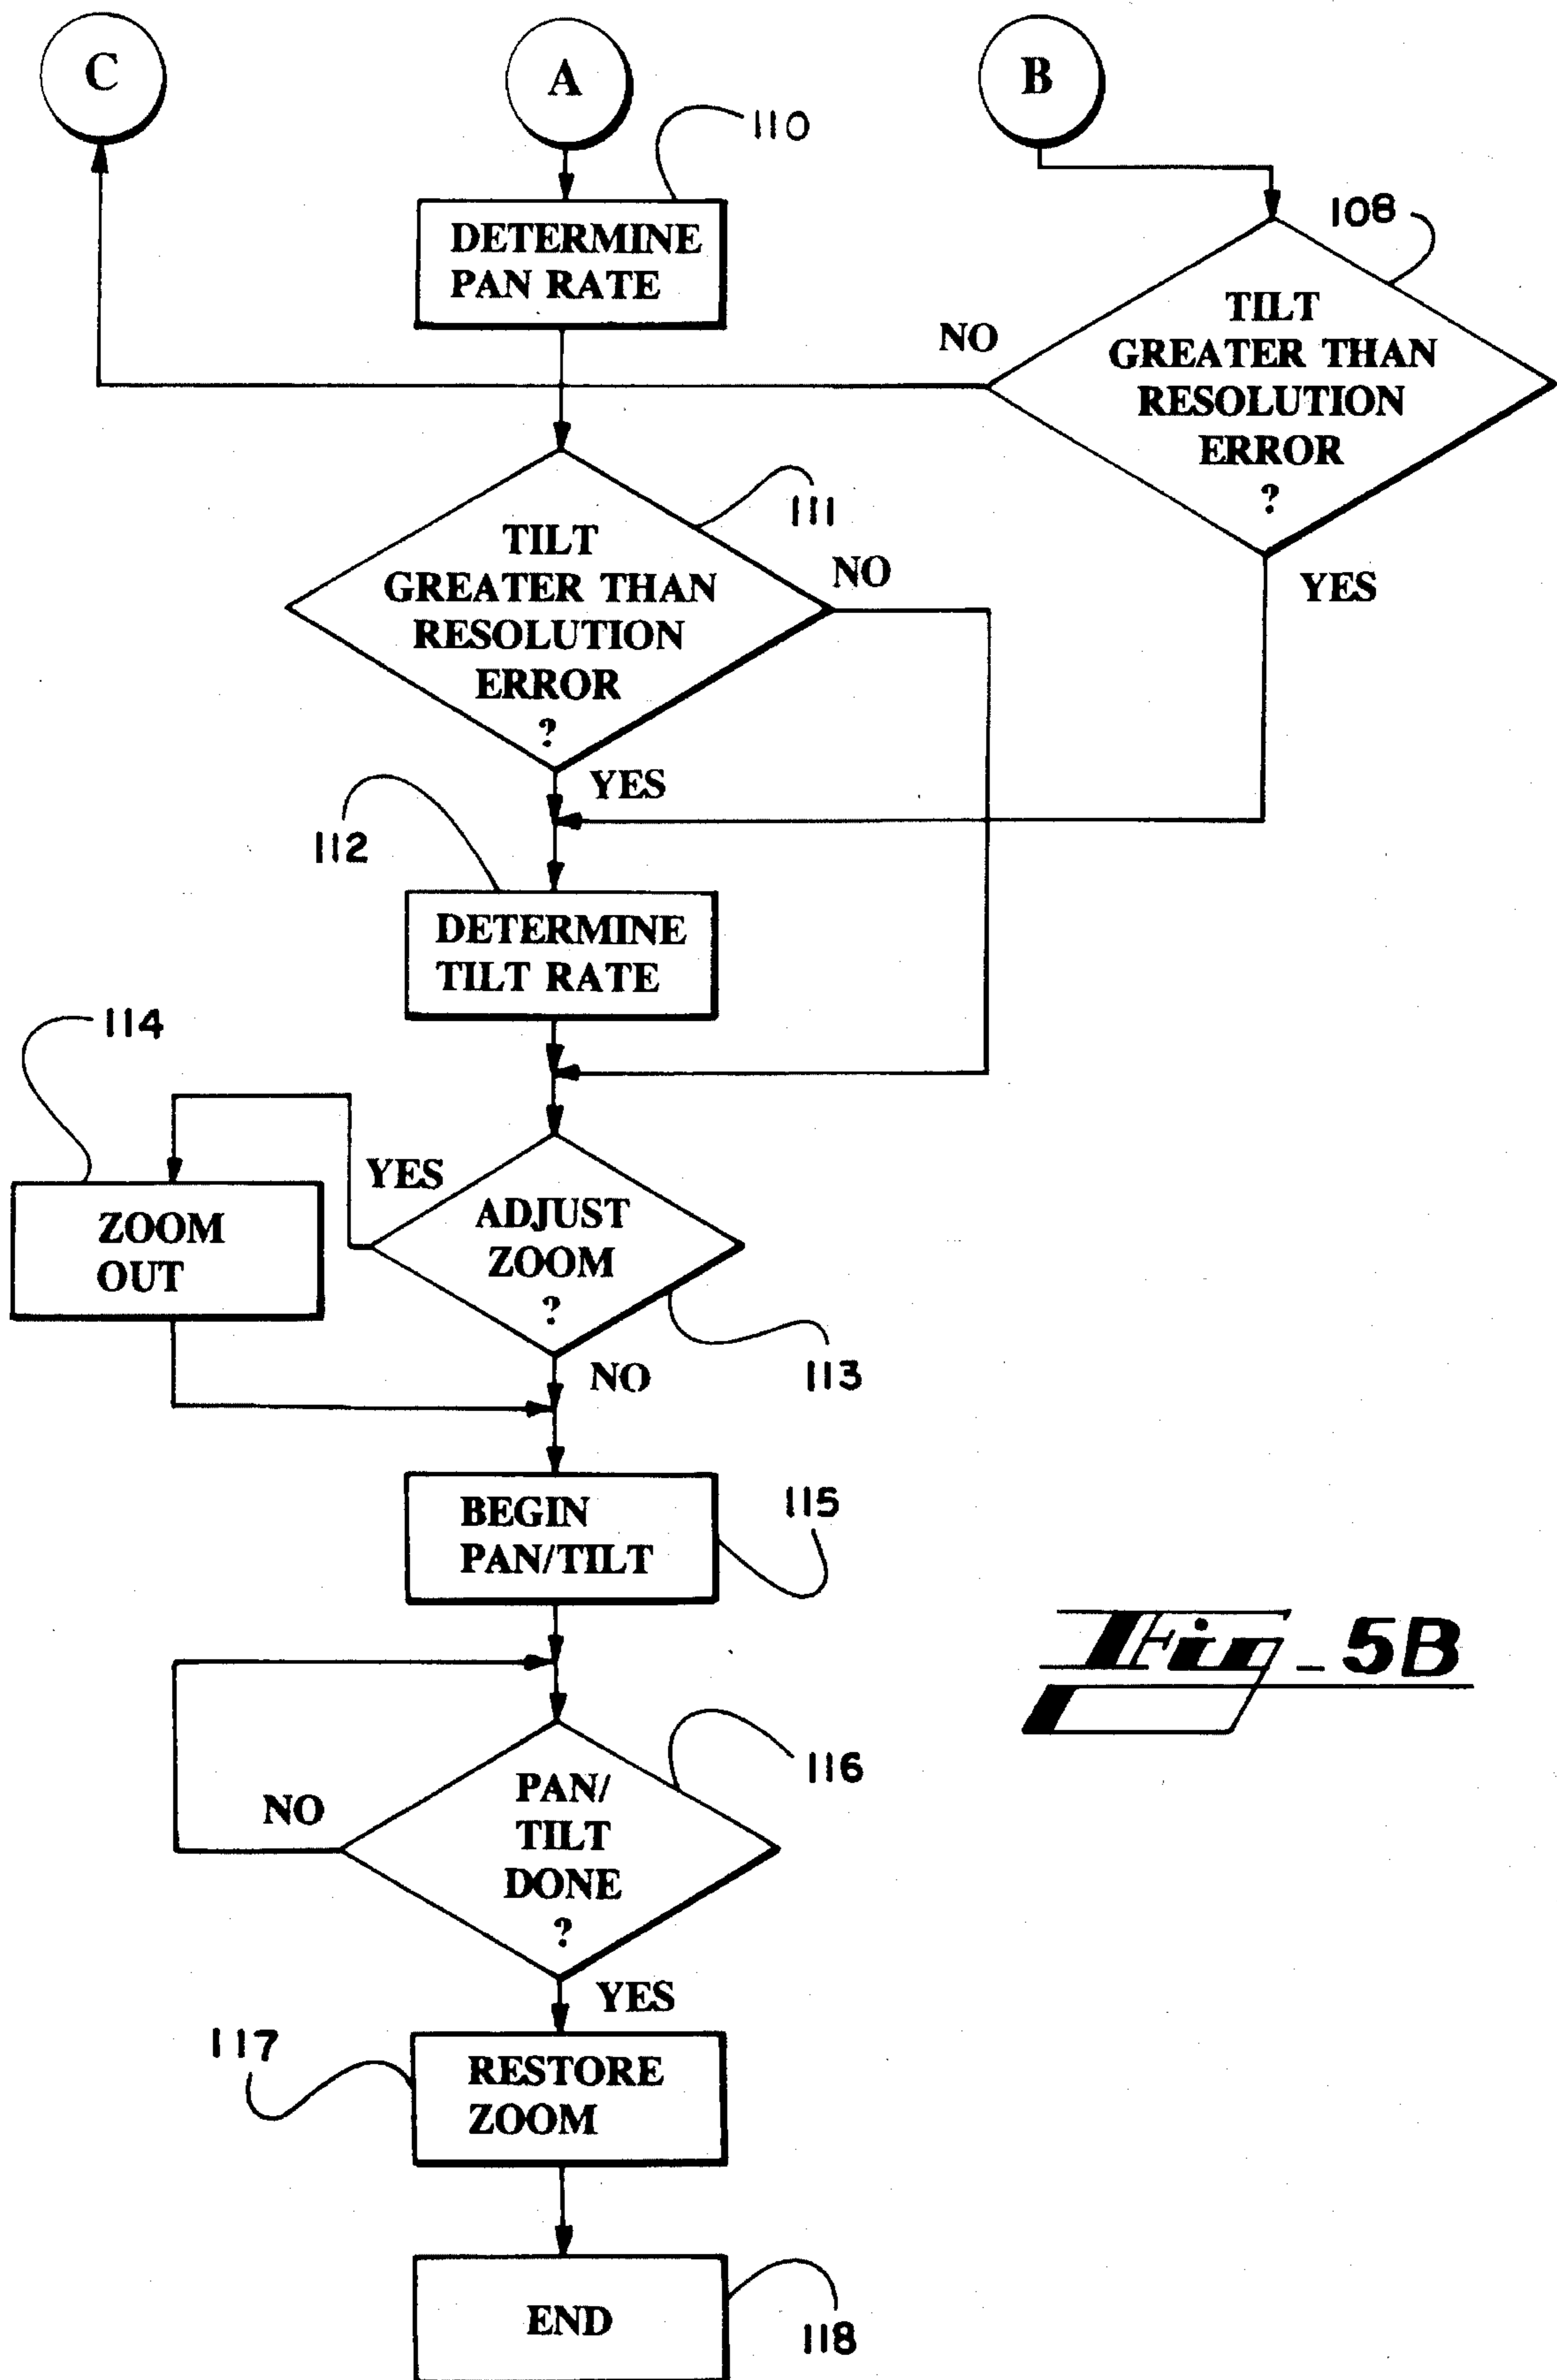 C
A
B
110
DETERMINE
PAN RATE
108
TILT
GREATER THAN
RESOLUTION
ERROR
?
NO
YES
111
TILT
GREATER THAN
RESOLUTION
ERROR
?
NO
YES
112
DETERMINE
TILT RATE
114
ZOOM
OUT
YES
ADJUST
ZOOM
?
113
NO
BEGIN
PAN/TILT
115
Fig_5B
116
PAN/
TILT
DONE
?
NO
YES
117
RESTORE
ZOOM
END
118